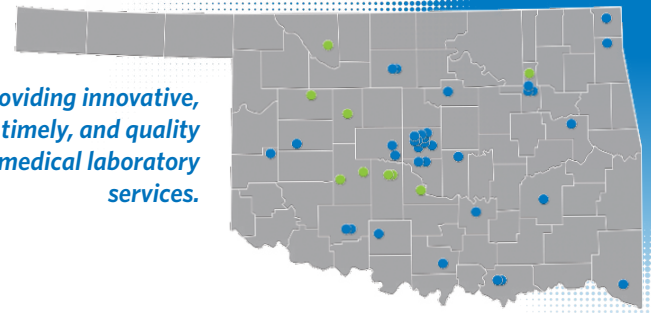 oviding innovative,
timely, and quality
medical laboratory
services.